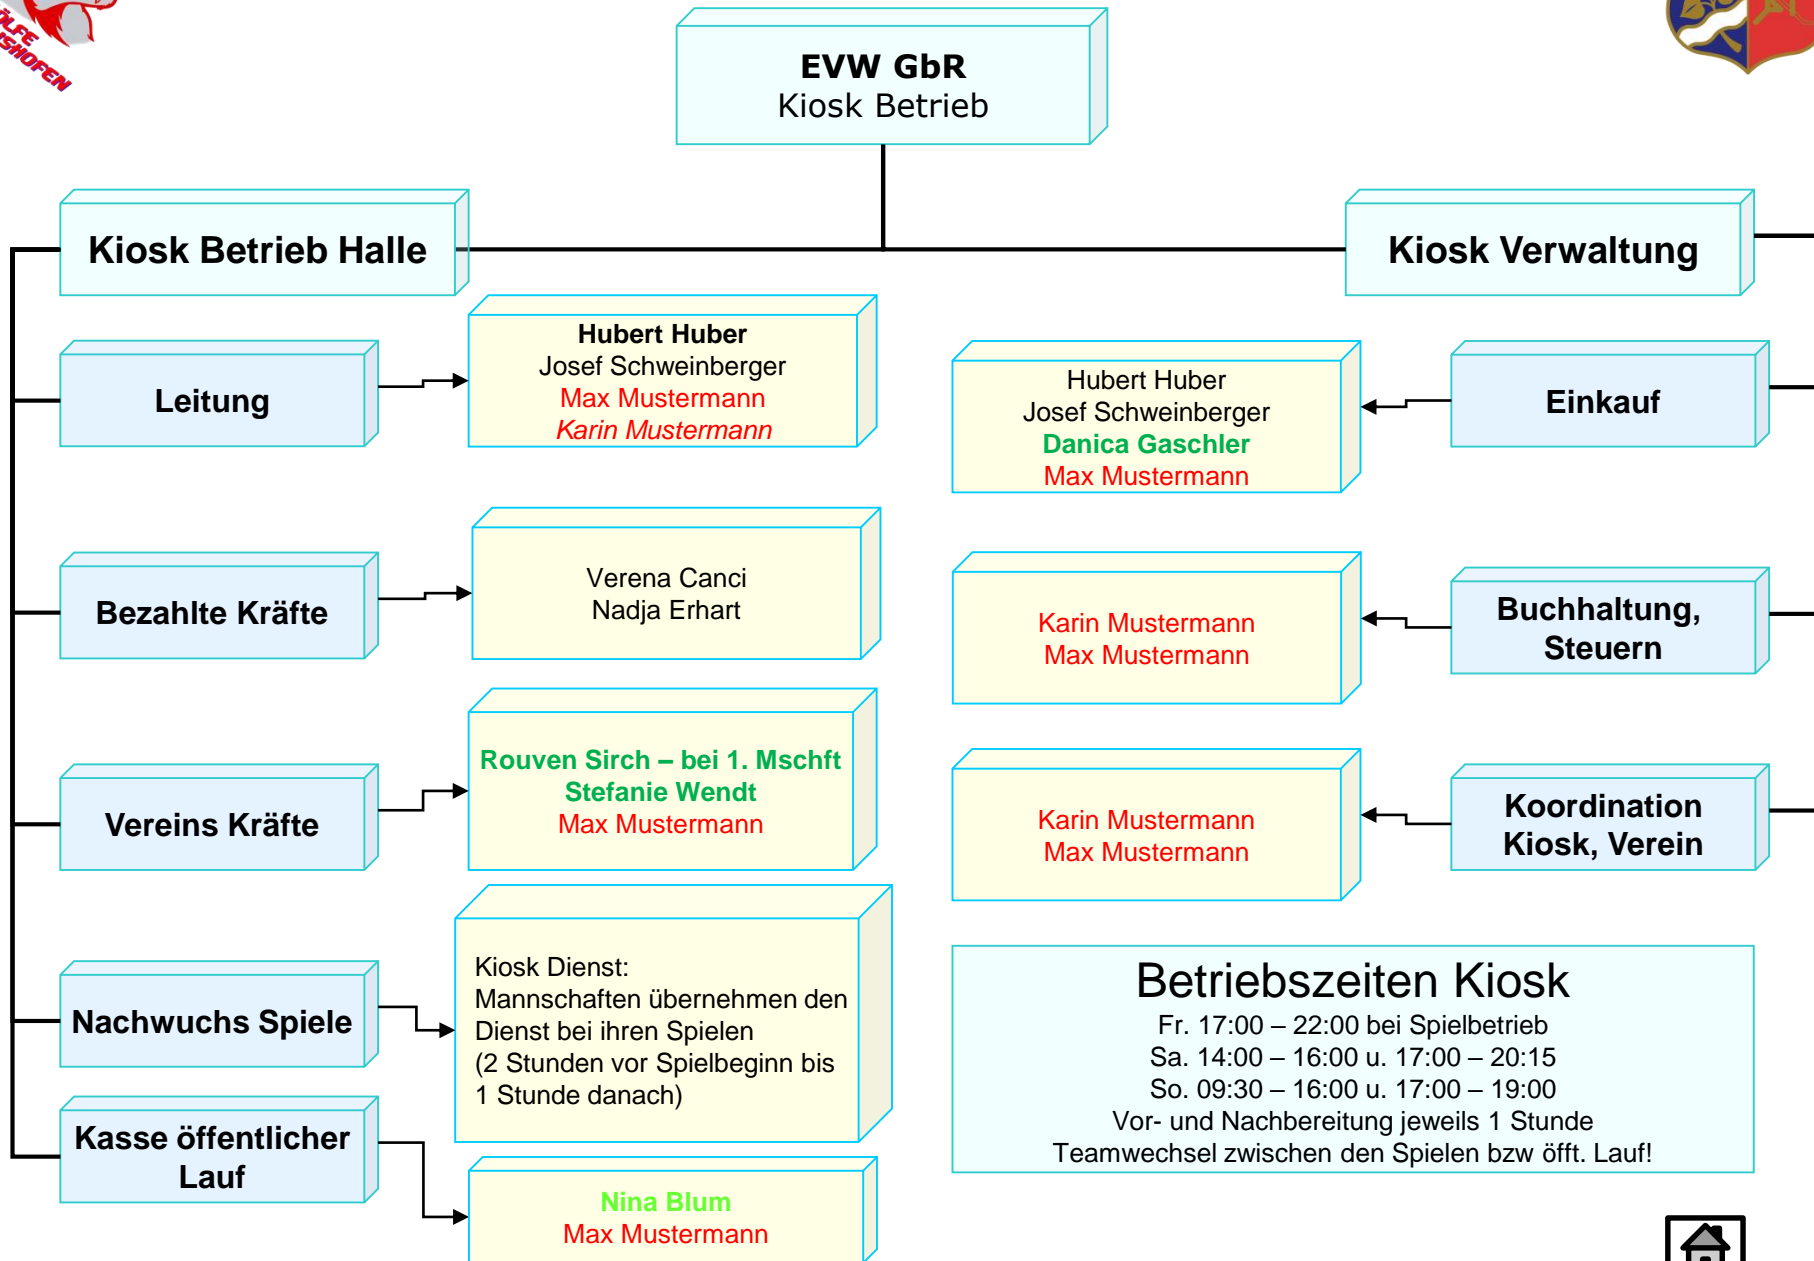 EVW GbR
Kiosk Betrieb
Kiosk Betrieb Halle
Kiosk Verwaltung
Leitung
Hubert Huber
Josef Schweinberger
Max Mustermann
Karin Mustermann
Hubert Huber
Josef Schweinberger
Danica Gaschler
Max Mustermann
Einkauf
Bezahlte Kräfte
Verena Canci
Nadja Erhart
Karin Mustermann
Max Mustermann
Buchhaltung,
Steuern
Vereins Kräfte
Rouven Sirch – bei 1. Mschft
Stefanie Wendt
Max Mustermann
Karin Mustermann
Max Mustermann
Koordination
Kiosk, Verein
Nachwuchs Spiele
Kiosk Dienst:
Mannschaften übernehmen den
Dienst bei ihren Spielen
(2 Stunden vor Spielbeginn bis
1 Stunde danach)
Kasse öffentlicher
Lauf
Nina Blum
Max Mustermann
Betriebszeiten Kiosk
Fr. 17:00 – 22:00 bei Spielbetrieb
Sa. 14:00 – 16:00 u. 17:00 – 20:15
So. 09:30 – 16:00 u. 17:00 – 19:00
Vor- und Nachbereitung jeweils 1 Stunde
Teamwechsel zwischen den Spielen bzw öfft. Lauf!